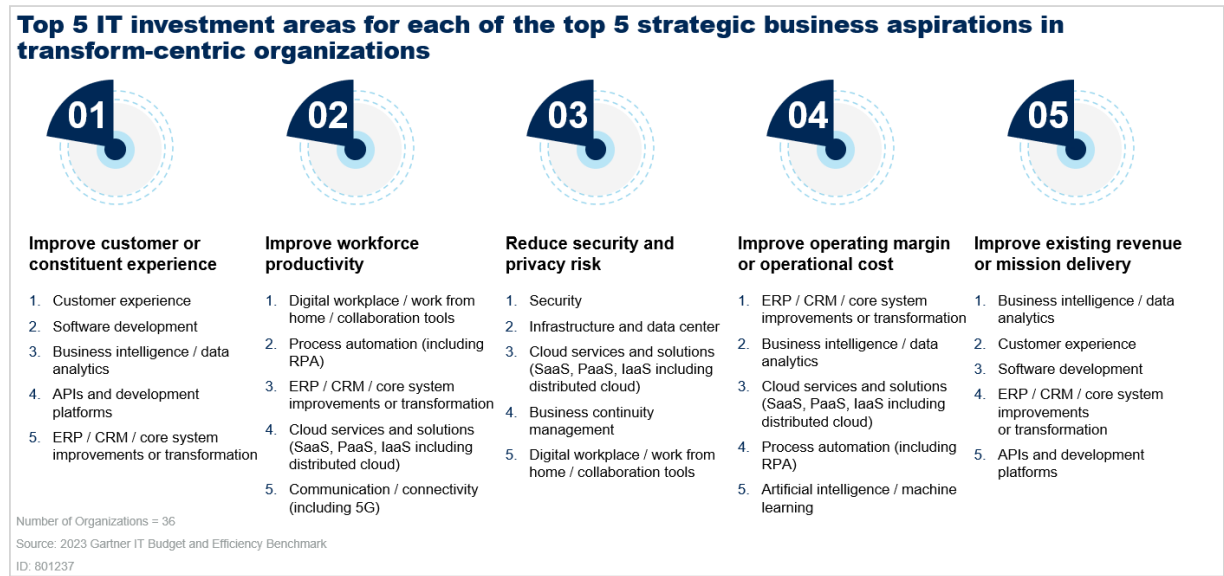 Top 5 IT investment areas for each of the top 5 strategic business aspirations in
transform-centric organizations
01
02
03
04
05
Improve customer or
constituent experience
1. Customer experience
2. Software development
3. Business intelligence / data
analytics
4. APIs and development
platforms
5. ERP / CRM / core system
improvements or transformation
Improve workforce
productivity
1. Digital workplace / work from
home / collaboration tools
2. Process automation (including
RPA)
3. ERP / CRM / core system
improvements or transformation
4. Cloud services and solutions
(SaaS, PaaS, IaaS including
distributed cloud)
5. Communication / connectivity
(including 5G)
Reduce security and
privacy risk
1. Security
2. Infrastructure and data center
3. Cloud services and solutions
(SaaS, PaaS, IaaS including
distributed cloud)
4. Business continuity
management
5. Digital workplace / work from
home / collaboration tools
Improve operating margin
or operational cost
1. ERP / CRM / core system
improvements or transformation
2. Business intelligence / data
analytics
3. Cloud services and solutions
(SaaS, PaaS, IaaS including
distributed cloud)
4. Process automation (including
RPA)
5. Artificial intelligence / machine
learning
Improve existing revenue
or mission delivery
1. Business intelligence / data
analytics
2. Customer experience
3. Software development
4. ERP / CRM / core system
improvements
or transformation
5. APIs and development
platforms
Number of Organizations = 36
Source: 2023 Gartner IT Budget and Efficiency Benchmark
ID: 801237